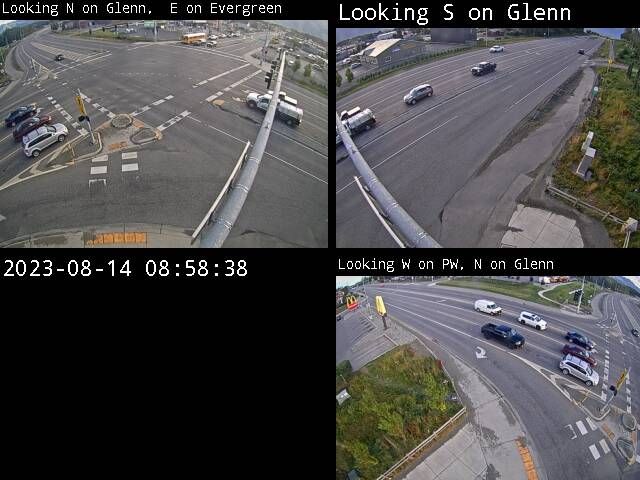 Looking N on Glenn, E on Evergreen
Looking S on Glenn
2023-08-14 08:58:38
Looking W on PW, N on Glenn